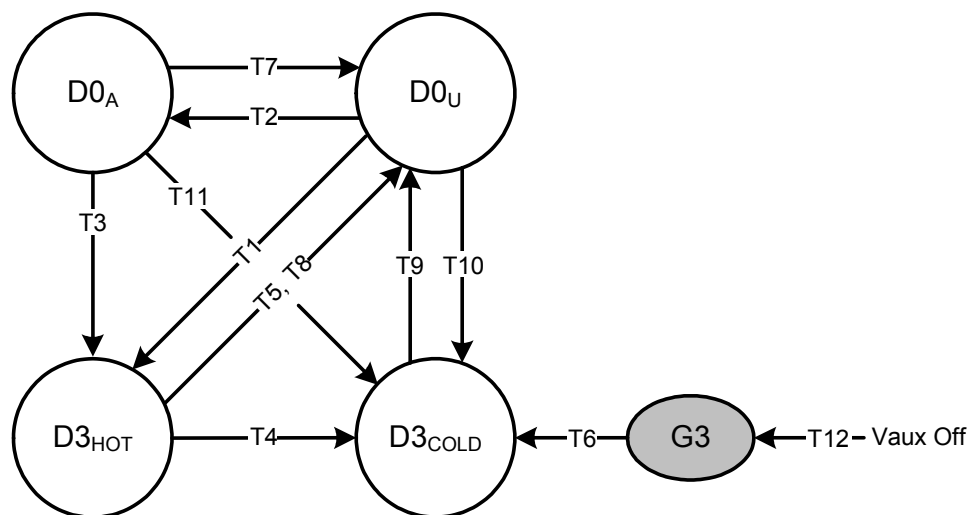 T7
D0A
D0U
T2
T11
T3
T1
T5, T8
T9
T10
D3HOT
T4
D3COLD
T6
G3
T12
Vaux Off